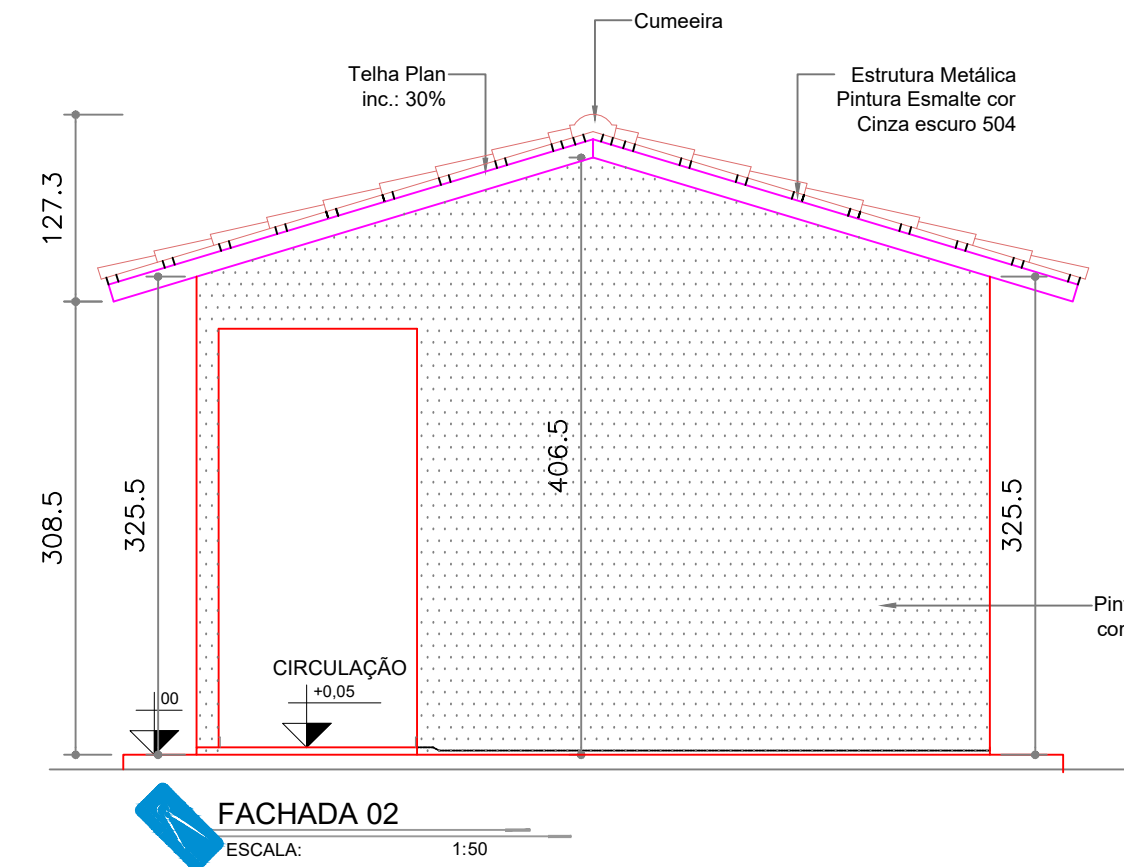 Cumeeira
Telha Plan
inc.: 30%
Estrutura Metálica
Pintura Esmalte cor
Cinza escuro 504
127.3
308.5
325.5
406.5
325.5
CIRCULAÇÃO
+0,05
00
FACHADA 02
ESCALA: 1:50